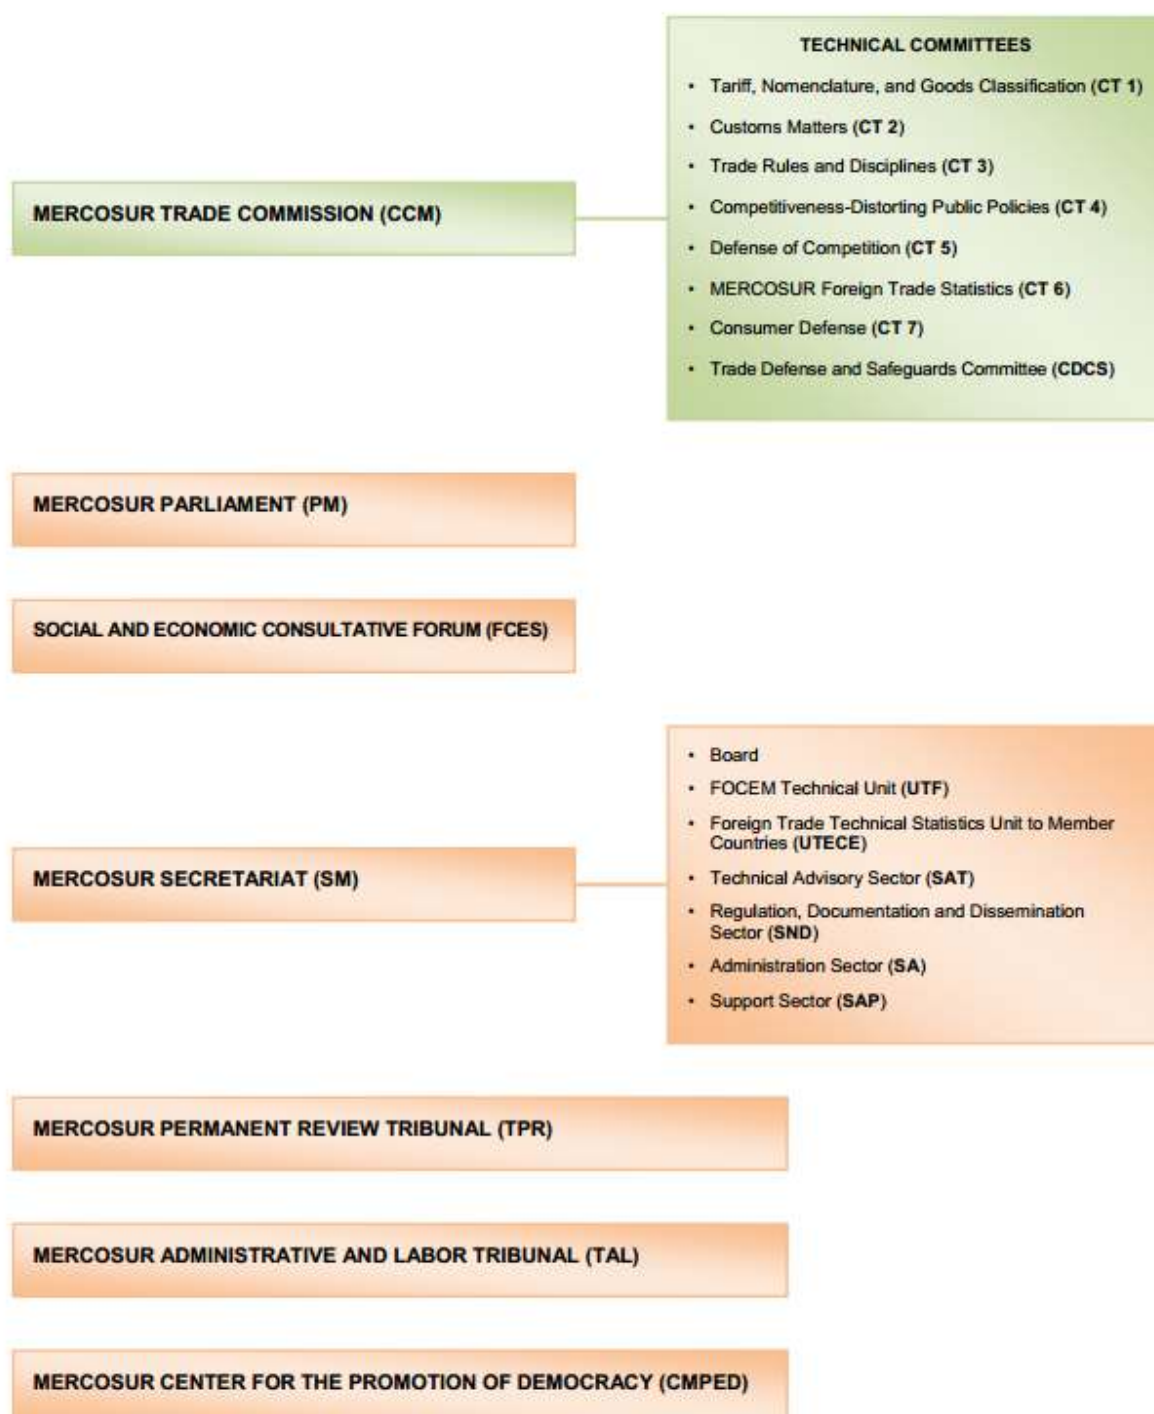 TECHNICAL COMMITTEES
• Tariff, Nomenclature, and Goods Classification (CT 1)
• Customs Matters (CT 2)
• Trade Rules and Disciplines (CT 3)
MERCOSUR TRADE COMMISSION (CCM)
• Competitiveness-Distorting Public Policies (CT 4)
• Defense of Competition (CT 5)
• MERCOSUR Foreign Trade Statistics (CT 6)
• Consumer Defense (CT 7)
• Trade Defense and Safeguards Committee (CDCS)
MERCOSUR PARLIAMENT (PM)
SOCIAL AND ECONOMIC CONSULTATIVE FORUM (FCES)
MERCOSUR SECRETARIAT (SM)
• Board
• FOCEM Technical Unit (UTF)
• Foreign Trade Technical Statistics Unit to Member
Countries (UTECE)
• Technical Advisory Sector (SAT)
• Regulation, Documentation and Dissemination
Sector (SND)
• Administration Sector (SA)
• Support Sector (SAP)
MERCOSUR PERMANENT REVIEW TRIBUNAL (TPR)
MERCOSUR ADMINISTRATIVE AND LABOR TRIBUNAL (TAL)
MERCOSUR CENTER FOR THE PROMOTION OF DEMOCRACY (CMPED)